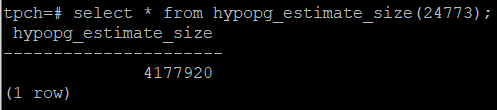 tpch=# select * from hypopg_estimate_size(24773);
 hypopg_estimate_size
----------------------
              4177920
(1 row)